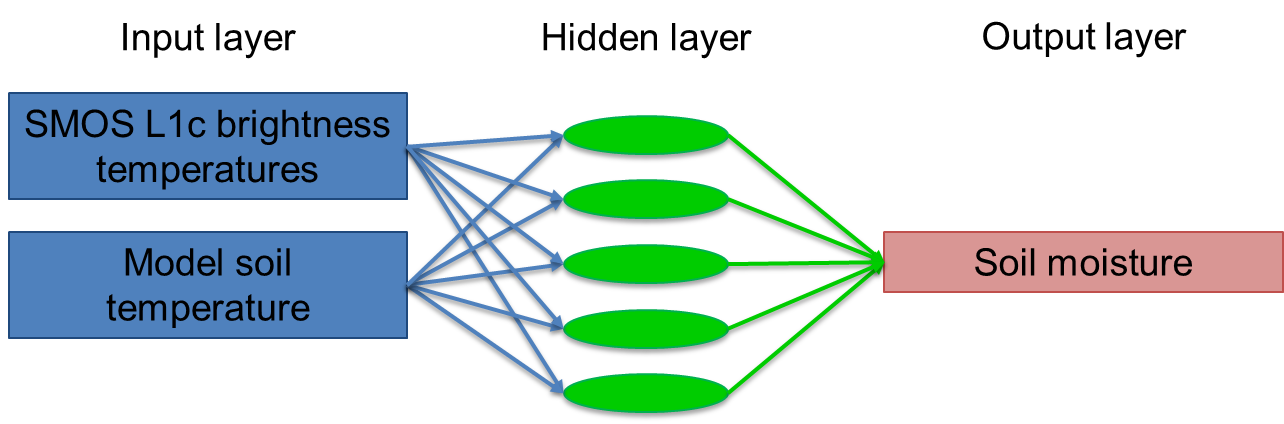 Input layer
Hidden layer
Output layer
SMOS L1c brightness
temperatures
Model soil
temperature
Soil moisture